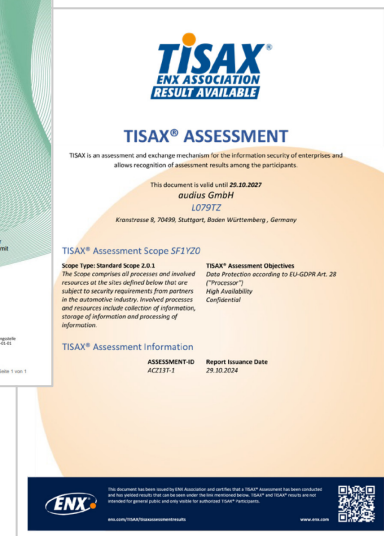 TiSAX®
ENX ASSOCIATION
RESULT AVAILABLE
TISAX® ASSESSMENT
TISAX is an assessment and exchange mechanism for the information security of enterprises and
allows recognition of assessment results among the participants.
This document is valid until 29.10.2027
audius GmbH
L079TZ
Kranstrasse 8, 70499, Stuttgart, Baden Württemberg , Germany
TISAX® Assessment Scope SF1YZ0
Scope Type: Standard Scope 2.0.1
The Scope comprises all processes and involved
resources at the sites defined below that are
subject to security requirements from partners
in the automotive industry. Involved processes
and resources include collection of information,
storage of information and processing of
information.
TISAX® Assessment Objectives
Data Protection according to EU-GDPR Art. 28
("Processor")
High Availability
Confidential
TISAX® Assessment Information
ASSESSMENT-ID
ACZ13T-1
Report Issuance Date
29.10.2024
mit
Seite 1 von 1
ENX
This document has been issued by ENX Association and certifies that a TISAX® Assessment has been conducted
and has yielded results that can be seen under the link mentioned below. TISAX® and TISAX® results are not
intended for general public and only visible for authorized TISAX® Participants.
enx.com/TISAX/tisaxassessmentresults
www.enx.com